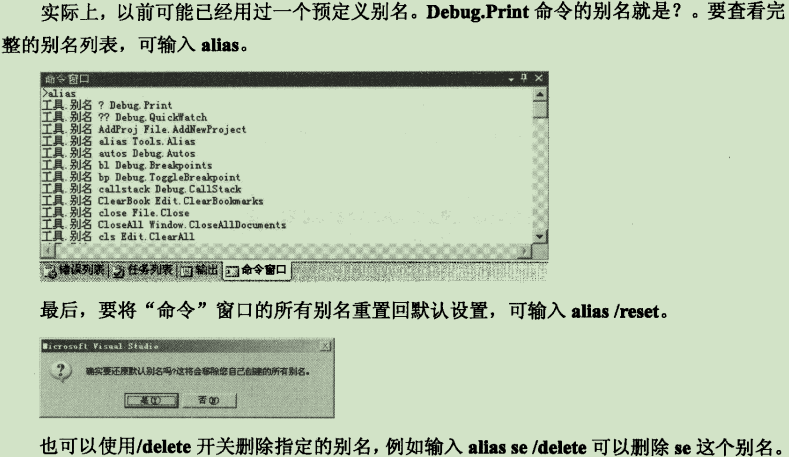 实际上，以前可能已经用过一个预定义别名。Debug.Print 命令的别名就是？。要查看完
整的别名列表，可输入 alias。
命令窗口
>alias
工具.别名 ? Debug.Print
工具.别名 ?? Debug.QuickWatch
工具.别名 AddProj File.AddNewProject
工具.别名 alias Tools.Alias
工具.别名 autos Debug.Autos
工具.别名 bl Debug.Breakpoints
工具.别名 bp Debug.ToggleBreakpoint
工具.别名 callstack Debug.CallStack
工具.别名 ClearBook Edit.ClearBookmarks
工具.别名 close File.Close
工具.别名 CloseAll Window.CloseAllDocuments
工具.别名 cls Edit.ClearAll
错误列表 任务列表 输出 命令窗口
最后，要将“命令”窗口的所有别名重置回默认设置，可输入 alias /reset。
Microsoft Visual Studio
确实要还原默认别名吗?这将会移除您自己创建的所有别名。
是(Y) 否(N)
也可以使用/delete 开关删除指定的别名，例如输入 alias se /delete 可以删除 se 这个别名。